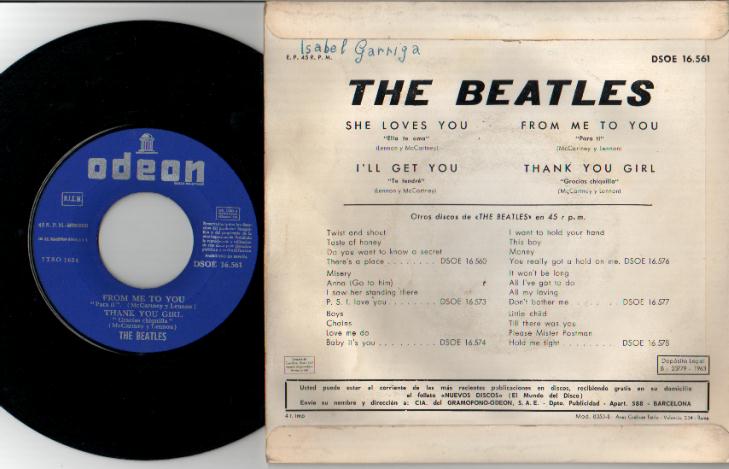 odeon
B.I.E.M.
45 R. P. M.
7TSO 1624
DSOE 16.561
FROM ME TO YOU
"Para ti" (McCartney y Lennon)
THANK YOU GIRL
"Gracias chiquilla"
(McCartney y Lennon)
THE BEATLES
Isabel Garriga
E. P. 45 R. P. M.
DSOE 16.561
THE BEATLES
SHE LOVES YOU
"Ella te ama"
(Lennon y McCartney)
FROM ME TO YOU
"Para ti"
(McCartney y Lennon)
I'LL GET YOU
"Te tendré"
(Lennon y McCartney)
THANK YOU GIRL
"Gracias chiquilla"
(McCartney y Lennon)
Otros discos de «THE BEATLES» en 45 r p. m.
Twist and shout
Taste of honey
Do you want to know a secret
There's a place . . . . . . . . DSOE 16.560
Misery
Anna (Go to him)
I saw her standing there
P. S. I. love you . . . . . . . DSOE 16.573
Boys
Chains
Love me do
Baby it's you . . . . . . . . . DSOE 16.574
I want to hold your hand
This boy
Money
You really got a hold on me. DSOE 16.576
It won't be long
All I've got to do
All my loving
Don't bother me . . . . . . DSOE 16.577
Little child
Till there was you
Please Mister Postman
Hold me tight . . . . . . . . DSOE 16.578
Depósito Legal
B. - 23779 - 1963
Usted puede estar al corriente de las más recientes publicaciones en discos, recibiendo gratis en su domicilio
el folleto «NUEVOS DISCOS» (El Mundo del Disco)
Envíe su nombre y dirección a: CIA. del GRAMOFONO-ODEON, S. A. E. - Dpto. Publicidad - Apart. 588 - BARCELONA
Mod. 8353-E